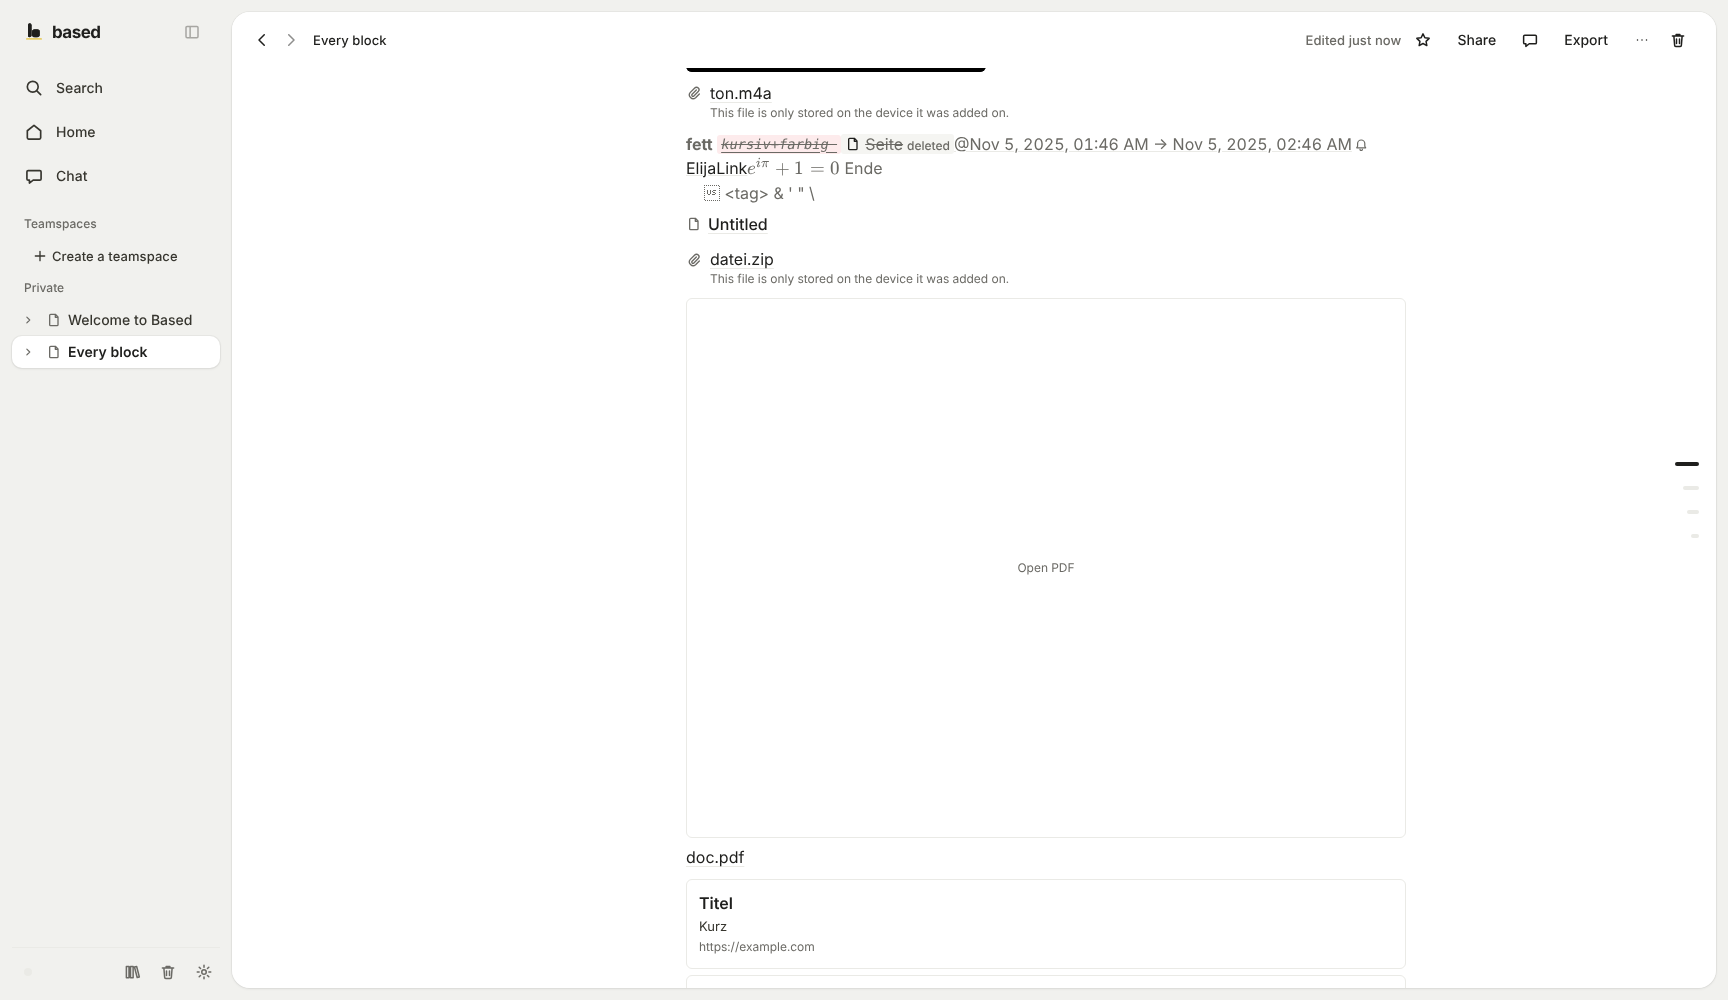 based
Search
Home
Chat
Teamspaces
Create a teamspace
Private
Welcome to Based
Every block
Every block
Edited just now
Share
Export
ton.m4a
This file is only stored on the device it was added on.
fett kursiv+farbig Seite deleted @Nov 5, 2025, 01:46 AM → Nov 5, 2025, 02:46 AM
ElijaLink e^{iπ} + 1 = 0 Ende
US <tag> & ' " \
Untitled
datei.zip
This file is only stored on the device it was added on.
Open PDF
doc.pdf
Titel
Kurz
https://example.com